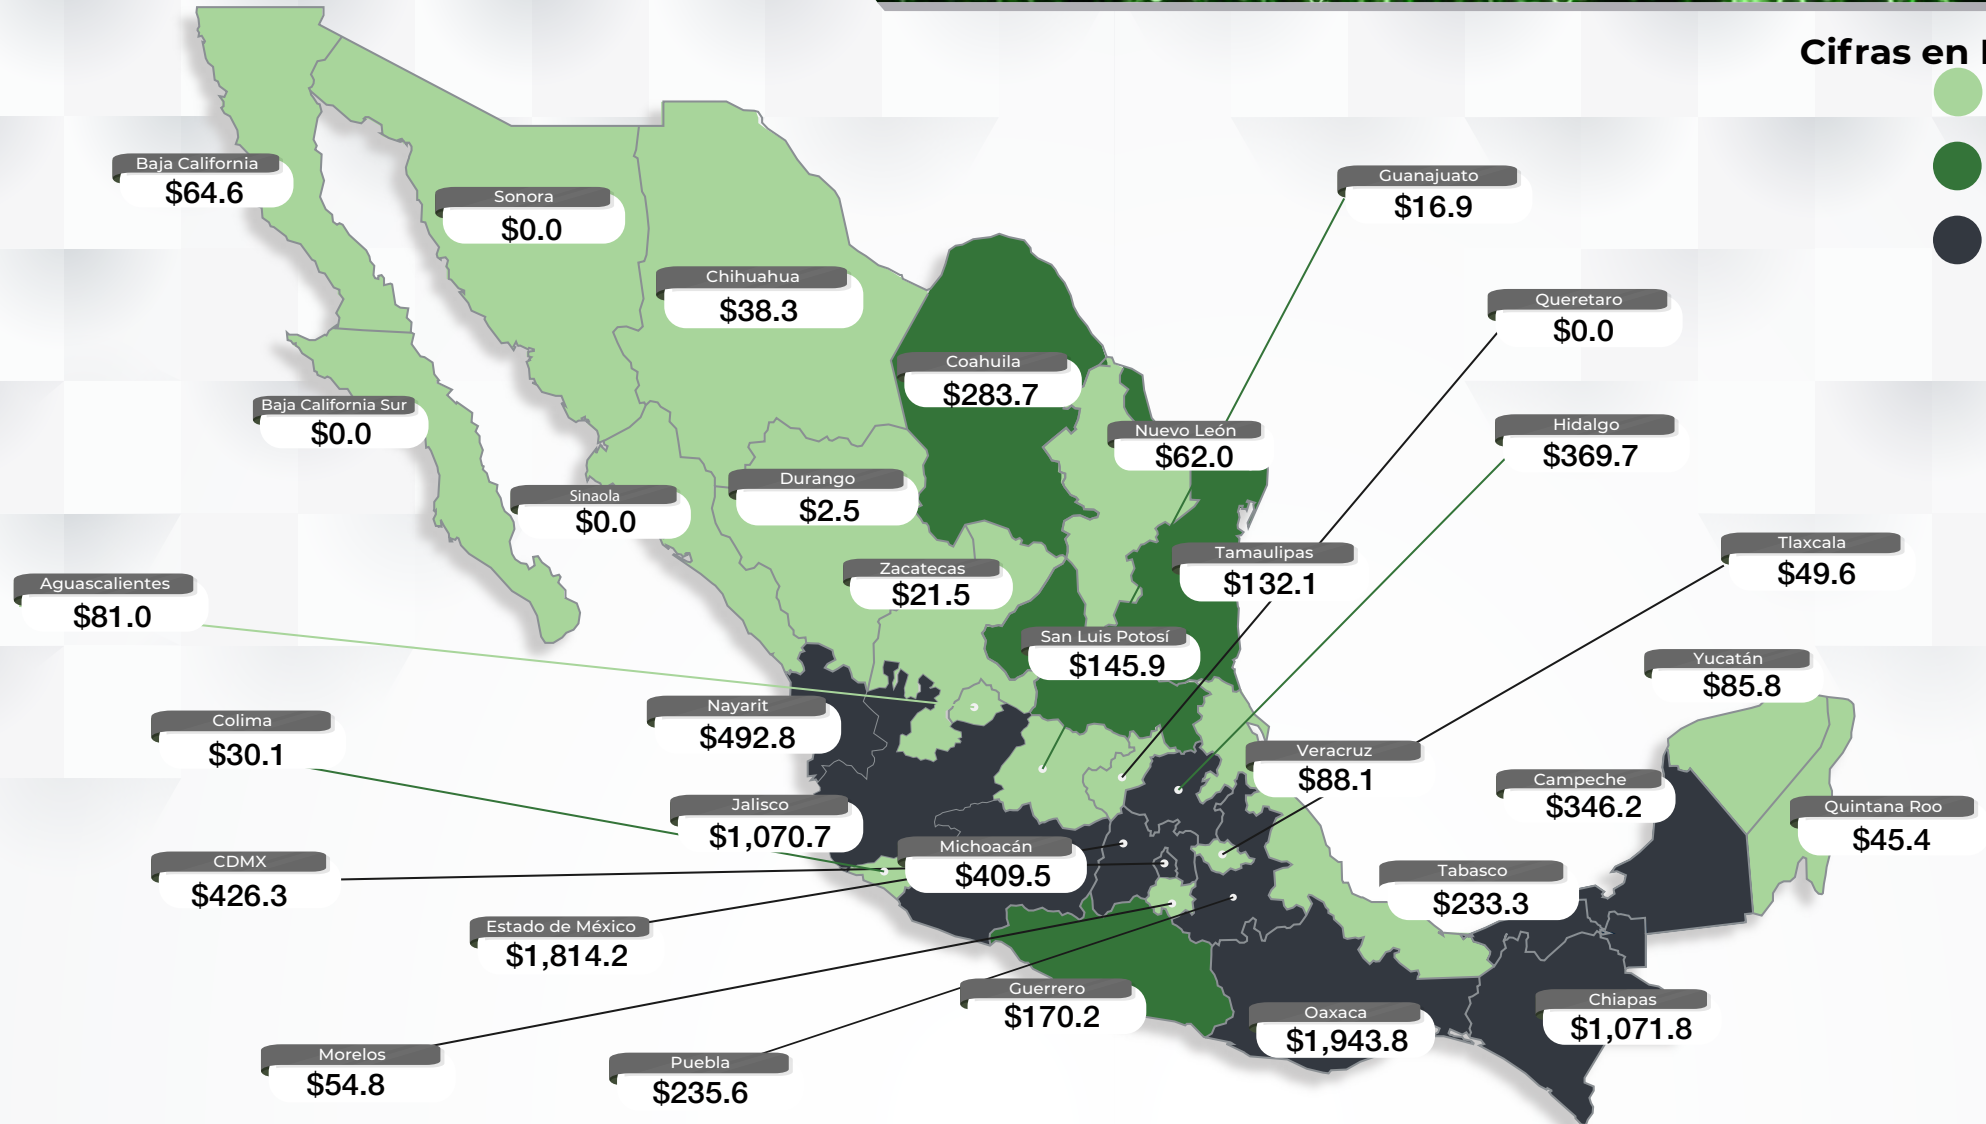 Cifras en
Baja California
$64.6
Sonora
$0.0
Chihuahua
$38.3
Guanajuato
$16.9
Queretaro
$0.0
Coahuila
$283.7
Baja California Sur
$0.0
Nuevo León
$62.0
Hidalgo
$369.7
Sinaola
$0.0
Durango
$2.5
Tamaulipas
$132.1
Tlaxcala
$49.6
Aguascalientes
$81.0
Zacatecas
$21.5
San Luis Potosí
$145.9
Yucatán
$85.8
Colima
$30.1
Nayarit
$492.8
Veracruz
$88.1
Campeche
$346.2
Quintana Roo
$45.4
Jalisco
$1,070.7
Michoacán
$409.5
CDMX
$426.3
Tabasco
$233.3
Estado de México
$1,814.2
Guerrero
$170.2
Oaxaca
$1,943.8
Chiapas
$1,071.8
Morelos
$54.8
Puebla
$235.6